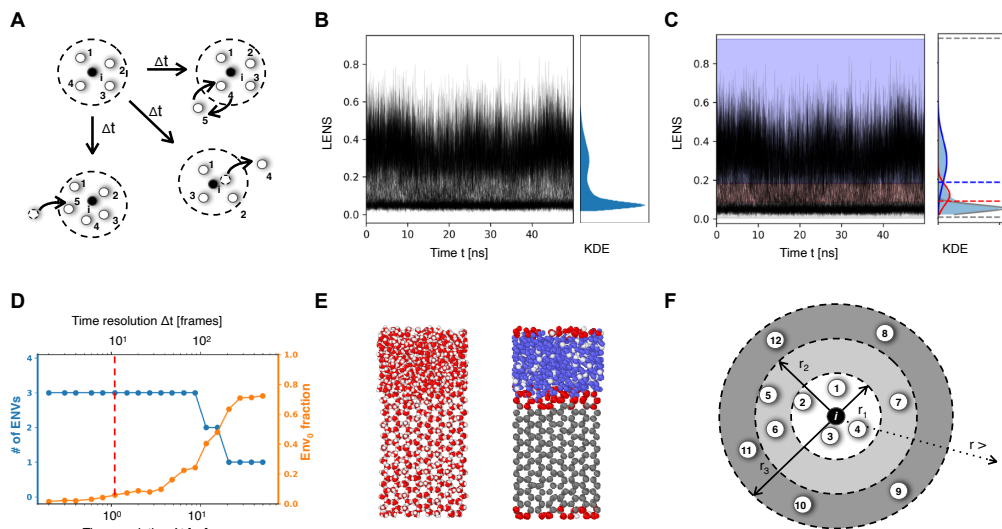 A
Δt
Δt
Δt
1
2
3
4
i
1
2
3
4
5
i
1
2
3
4
i
1
2
3
4
5
i
B
LENS
0.8
0.6
0.4
0.2
0.0
0 10 20 30 40
Time t [ns]
KDE
C
LENS
0.8
0.6
0.4
0.2
0.0
0 10 20 30 40
Time t [ns]
KDE
D
Time resolution Δt [frames]
10¹ 10²
# of ENVs
4
3
2
1
0
1.0
0.8
0.6
0.4
0.2
0.0
Env₀ fraction
10⁰ 10¹
E
F
12
8
r₂
1
r₁
5
2
7
i
6
3
4
11
r₃
r >
10
9